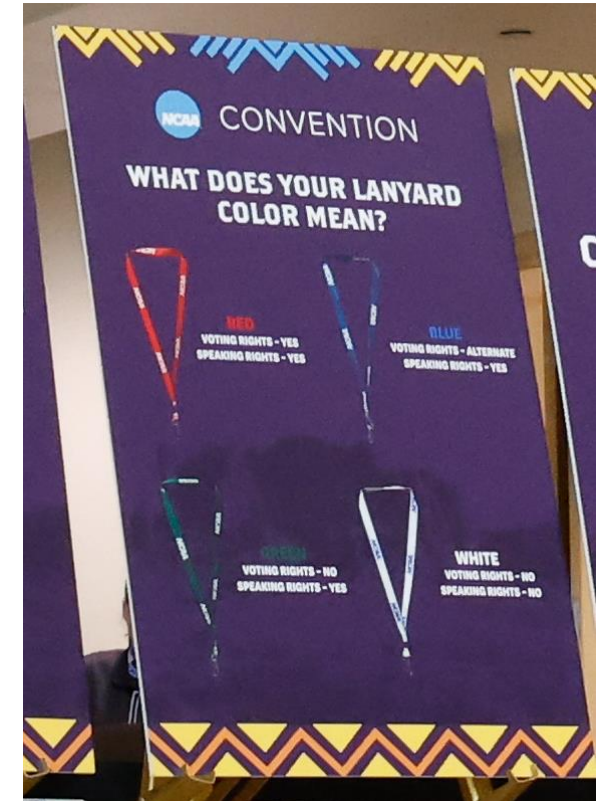 NCAA CONVENTION
WHAT DOES YOUR LANYARD
COLOR MEAN?
RED
VOTING RIGHTS - YES
SPEAKING RIGHTS - YES
BLUE
VOTING RIGHTS - ALTERNATE
SPEAKING RIGHTS - YES
GREEN
VOTING RIGHTS - NO
SPEAKING RIGHTS - YES
WHITE
VOTING RIGHTS - NO
SPEAKING RIGHTS - NO